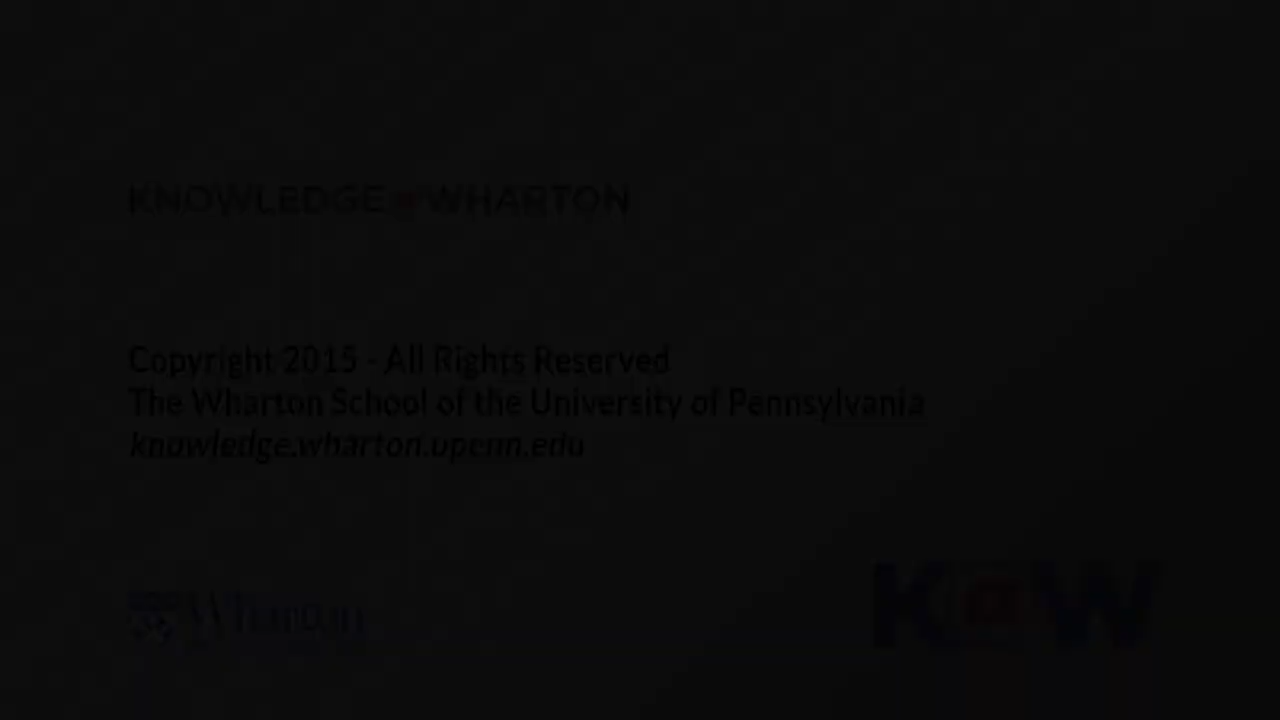 KNOWLEDGE@WHARTON
Copyright 2015 - All Rights Reserved
The Wharton School of the University of Pennsylvania
knowledge.wharton.upenn.edu
Wharton
K@W